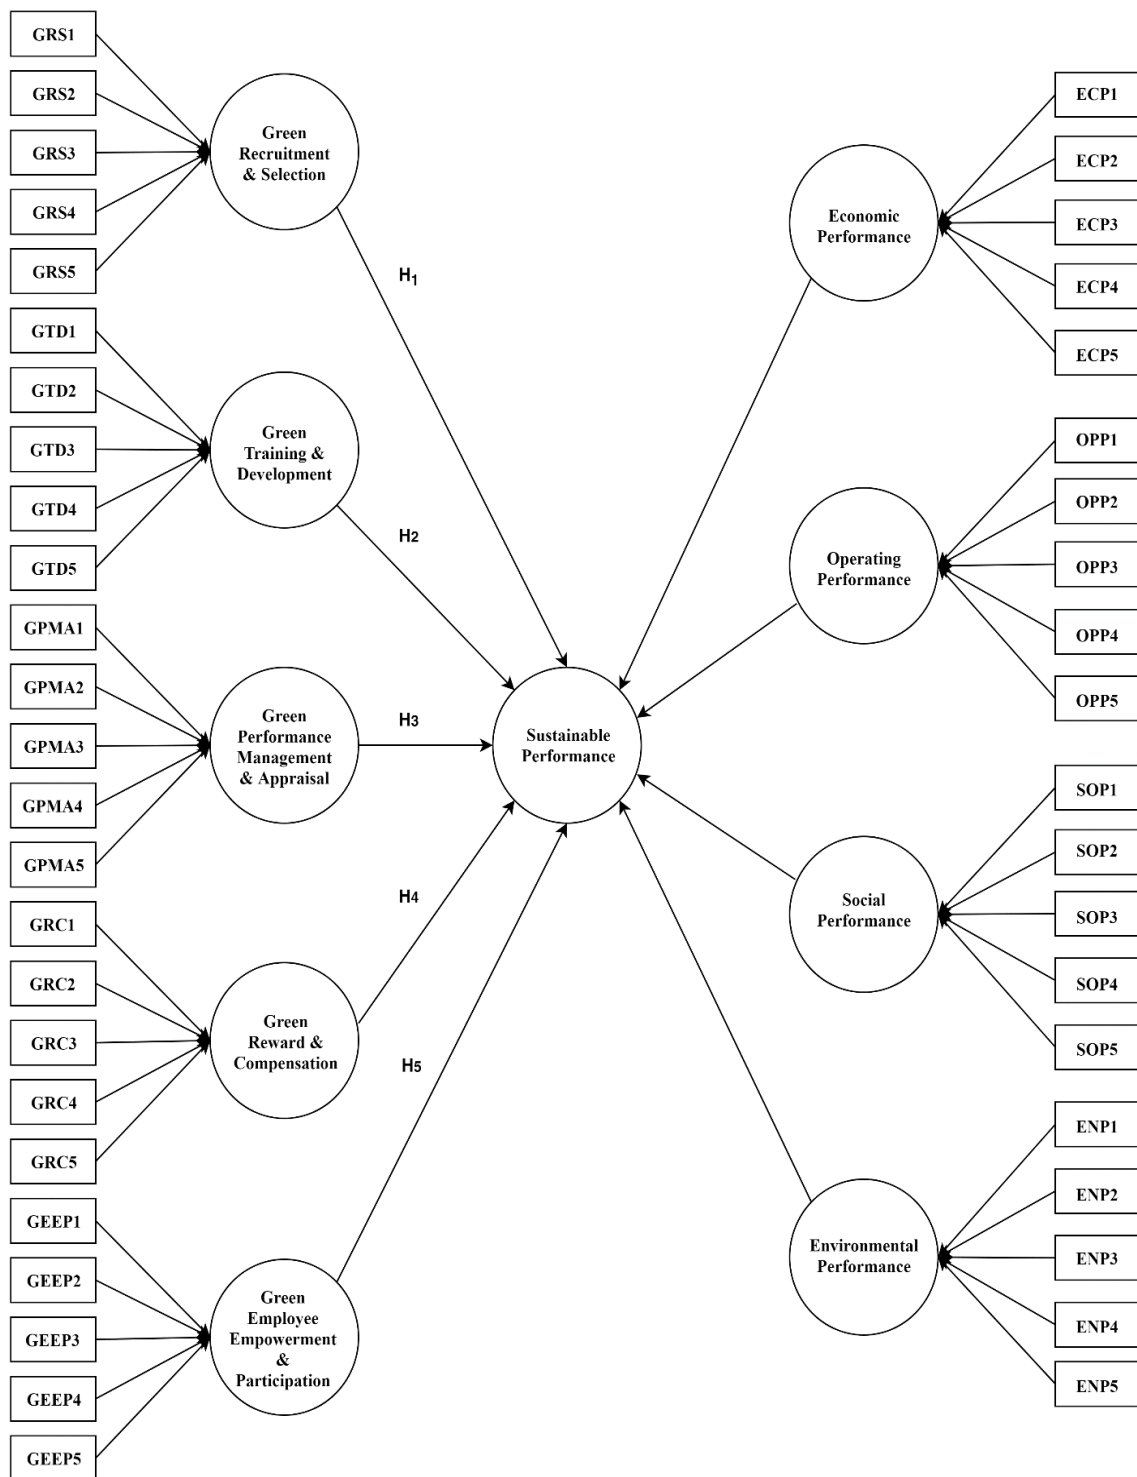 GRS1
GRS2
GRS3
GRS4
GRS5
Green
Recruitment
& Selection
H1
GTD1
GTD2
GTD3
GTD4
GTD5
Green
Training &
Development
H2
GPMA1
GPMA2
GPMA3
GPMA4
GPMA5
Green
Performance
Management
& Appraisal
H3
GRC1
GRC2
GRC3
GRC4
GRC5
Green
Reward &
Compensation
H4
GEEP1
GEEP2
GEEP3
GEEP4
GEEP5
Green
Employee
Empowerment
&
Participation
H5
Sustainable
Performance
Economic
Performance
ECP1
ECP2
ECP3
ECP4
ECP5
Operating
Performance
OPP1
OPP2
OPP3
OPP4
OPP5
Social
Performance
SOP1
SOP2
SOP3
SOP4
SOP5
Environmental
Performance
ENP1
ENP2
ENP3
ENP4
ENP5